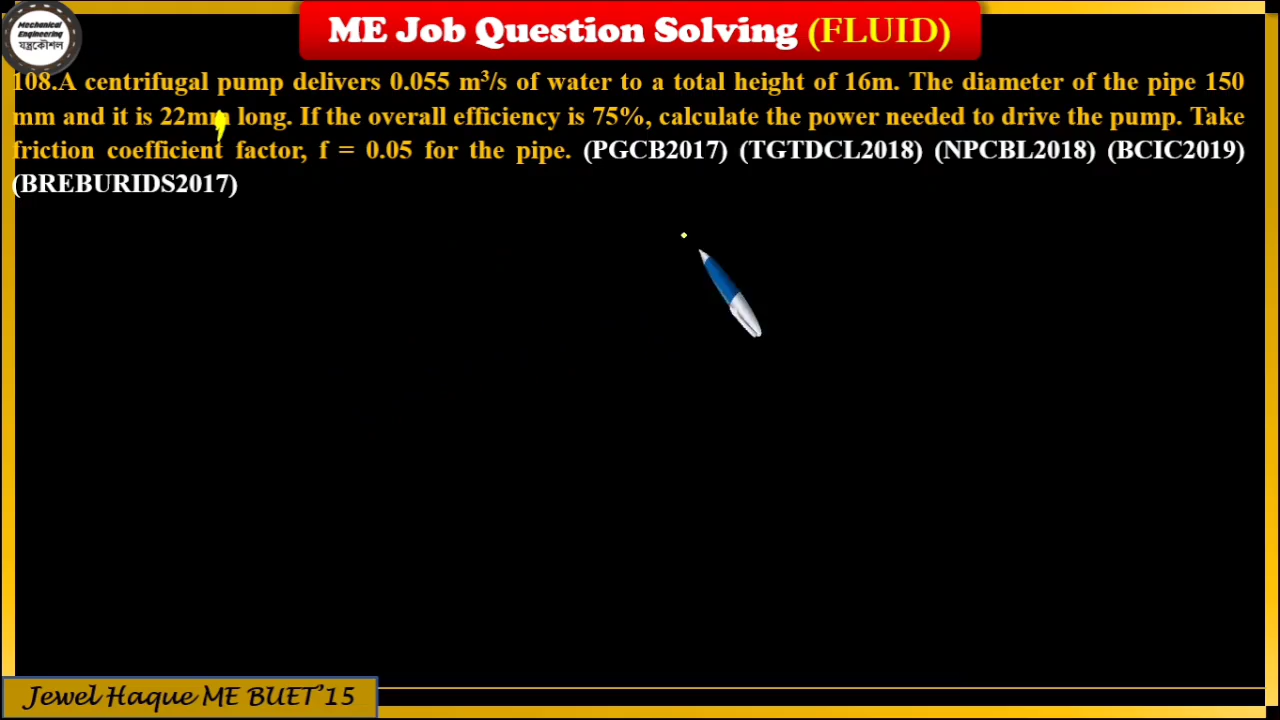 Mechanical
Engineering
যন্ত্রকৌশল
ME Job Question Solving (FLUID)
108.A centrifugal pump delivers 0.055 m³/s of water to a total height of 16m. The diameter of the pipe 150
mm and it is 22mm long. If the overall efficiency is 75%, calculate the power needed to drive the pump. Take
friction coefficient factor, f = 0.05 for the pipe. (PGCB2017) (TGTDCL2018) (NPCBL2018) (BCIC2019)
(BREBURIDS2017)
Jewel Haque ME BUET'15